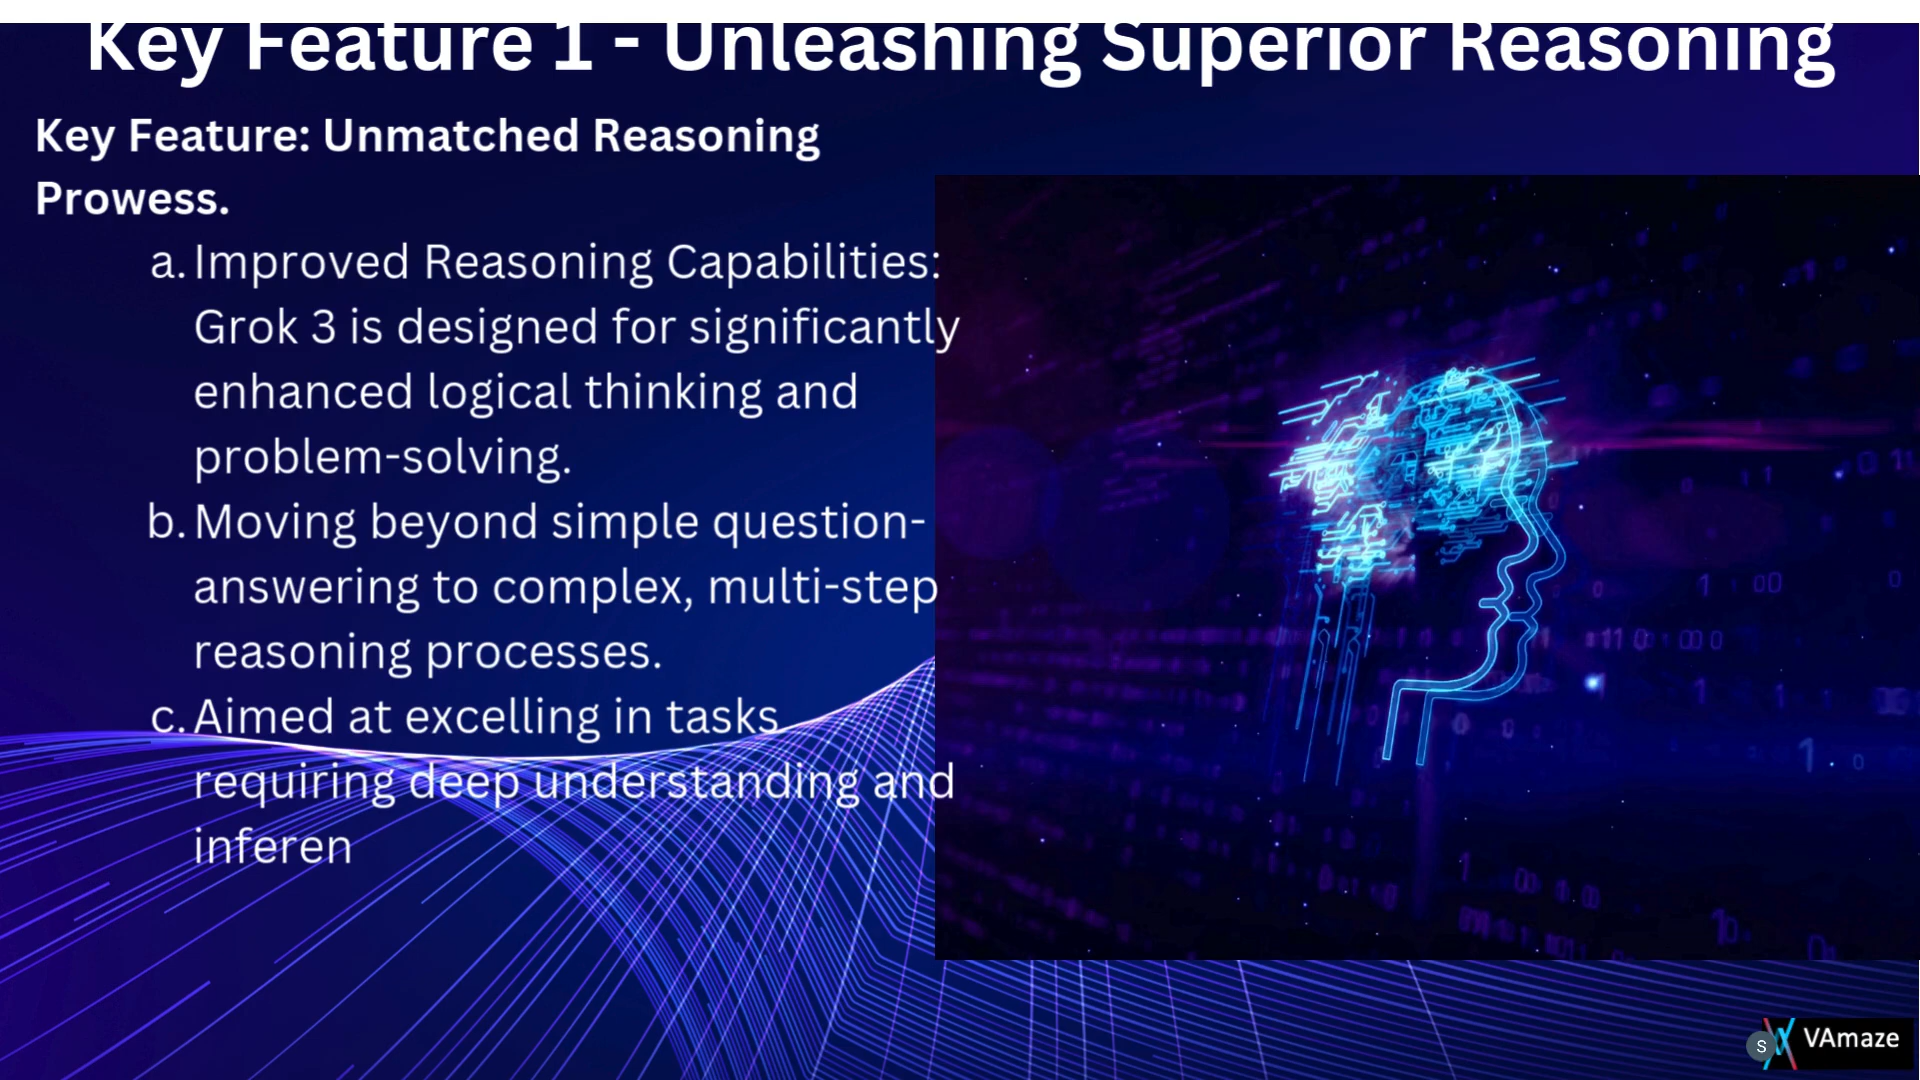 Key Feature 1 - Unleashing Superior Reasoning
Key Feature: Unmatched Reasoning
Prowess.
a. Improved Reasoning Capabilities:
Grok 3 is designed for significantly
enhanced logical thinking and
problem-solving.
b. Moving beyond simple question-
answering to complex, multi-step
reasoning processes.
c. Aimed at excelling in tasks
requiring deep understanding and
inferen
S
VAmaze